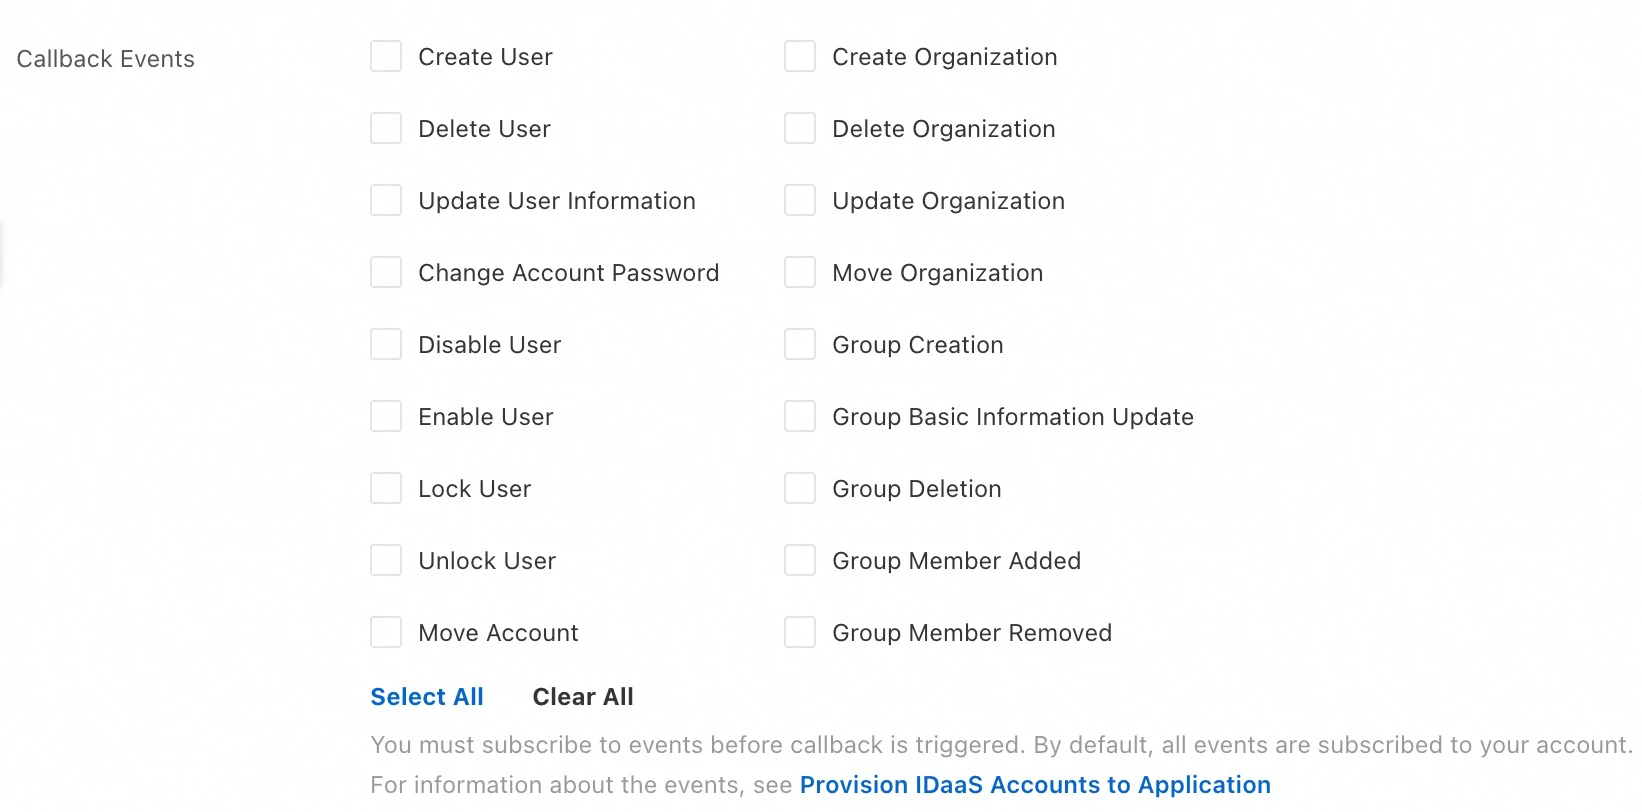 Callback Events
Create User
Create Organization
Delete User
Delete Organization
Update User Information
Update Organization
Change Account Password
Move Organization
Disable User
Group Creation
Enable User
Group Basic Information Update
Lock User
Group Deletion
Unlock User
Group Member Added
Move Account
Group Member Removed
Select All Clear All
You must subscribe to events before callback is triggered. By default, all events are subscribed to your account.
For information about the events, see Provision IDaaS Accounts to Application